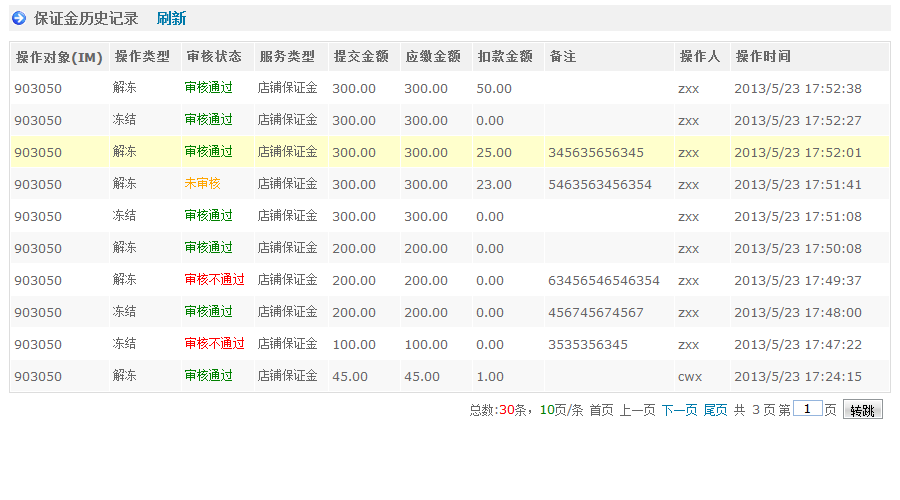 保证金历史记录 刷新
操作对象(IM) 操作类型 审核状态 服务类型 提交金额 应缴金额 扣款金额 备注 操作人 操作时间
903050 解冻 审核通过 店铺保证金 300.00 300.00 50.00 zxx 2013/5/23 17:52:38
903050 冻结 审核通过 店铺保证金 300.00 300.00 0.00 zxx 2013/5/23 17:52:27
903050 解冻 审核通过 店铺保证金 300.00 300.00 25.00 345635656345 zxx 2013/5/23 17:52:01
903050 解冻 未审核 店铺保证金 300.00 300.00 23.00 5463563456354 zxx 2013/5/23 17:51:41
903050 冻结 审核通过 店铺保证金 300.00 300.00 0.00 zxx 2013/5/23 17:51:08
903050 解冻 审核通过 店铺保证金 200.00 200.00 0.00 zxx 2013/5/23 17:50:08
903050 解冻 审核不通过 店铺保证金 200.00 200.00 0.00 63456546546354 zxx 2013/5/23 17:49:37
903050 冻结 审核通过 店铺保证金 200.00 200.00 0.00 456745674567 zxx 2013/5/23 17:48:00
903050 冻结 审核不通过 店铺保证金 100.00 100.00 0.00 3535356345 zxx 2013/5/23 17:47:22
903050 解冻 审核通过 店铺保证金 45.00 45.00 1.00 cwx 2013/5/23 17:24:15
总数:30条，10页/条 首页 上一页 下一页 尾页 共 3 页 第 1 页 转跳